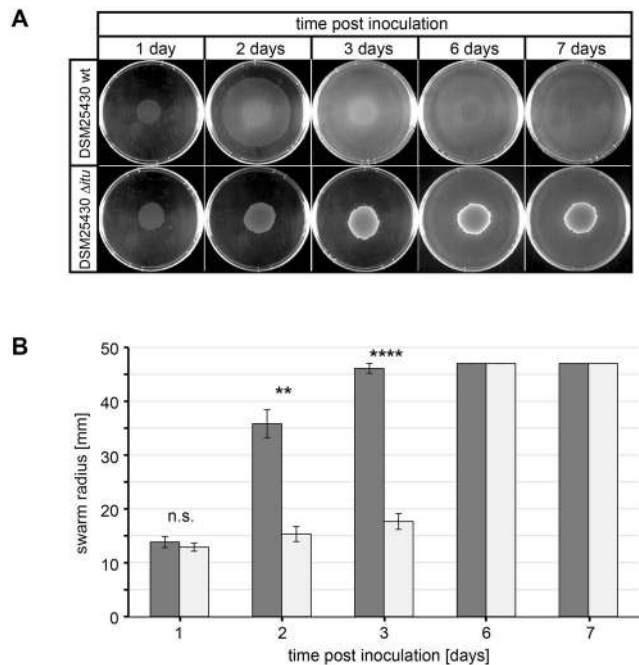 A
time post inoculation
1 day 2 days 3 days 6 days 7 days
DSM25430 wt
DSM25430 Δitu
B
50
40
30
20
10
0
swarm radius [mm]
n.s.
**
****
1 2 3 6 7
time post inoculation [days]